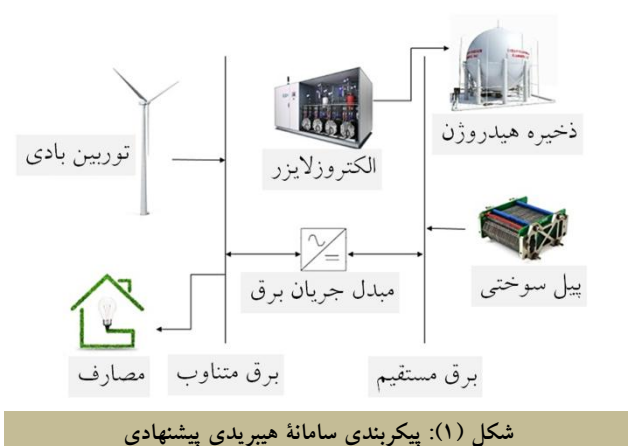 توربین بادی
الکتروزلایزر
ذخیره هیدروژن
مبدل جریان برق
پیل سوختی
مصارف
برق متناوب
برق مستقیم
شکل (۱): پیکربندی سامانهٔ هیبریدی پیشنهادی